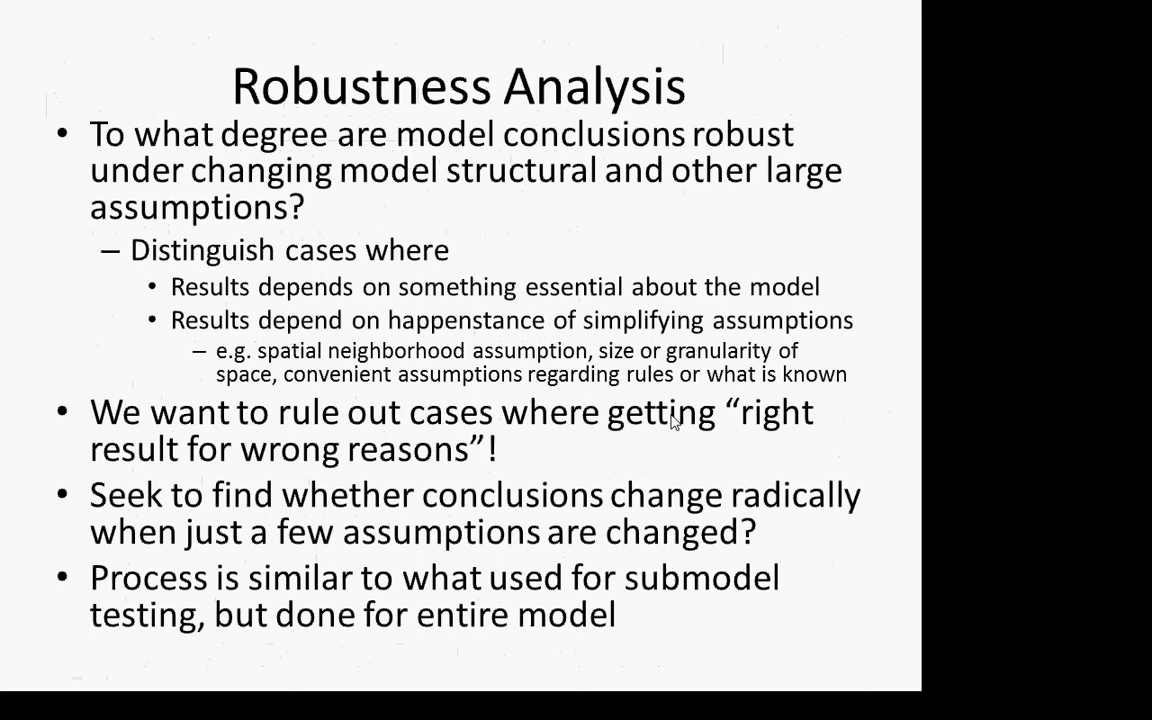 Robustness Analysis
• To what degree are model conclusions robust
under changing model structural and other large
assumptions?
– Distinguish cases where
• Results depends on something essential about the model
• Results depend on happenstance of simplifying assumptions
– e.g. spatial neighborhood assumption, size or granularity of
space, convenient assumptions regarding rules or what is known
• We want to rule out cases where getting “right
result for wrong reasons”!
• Seek to find whether conclusions change radically
when just a few assumptions are changed?
• Process is similar to what used for submodel
testing, but done for entire model